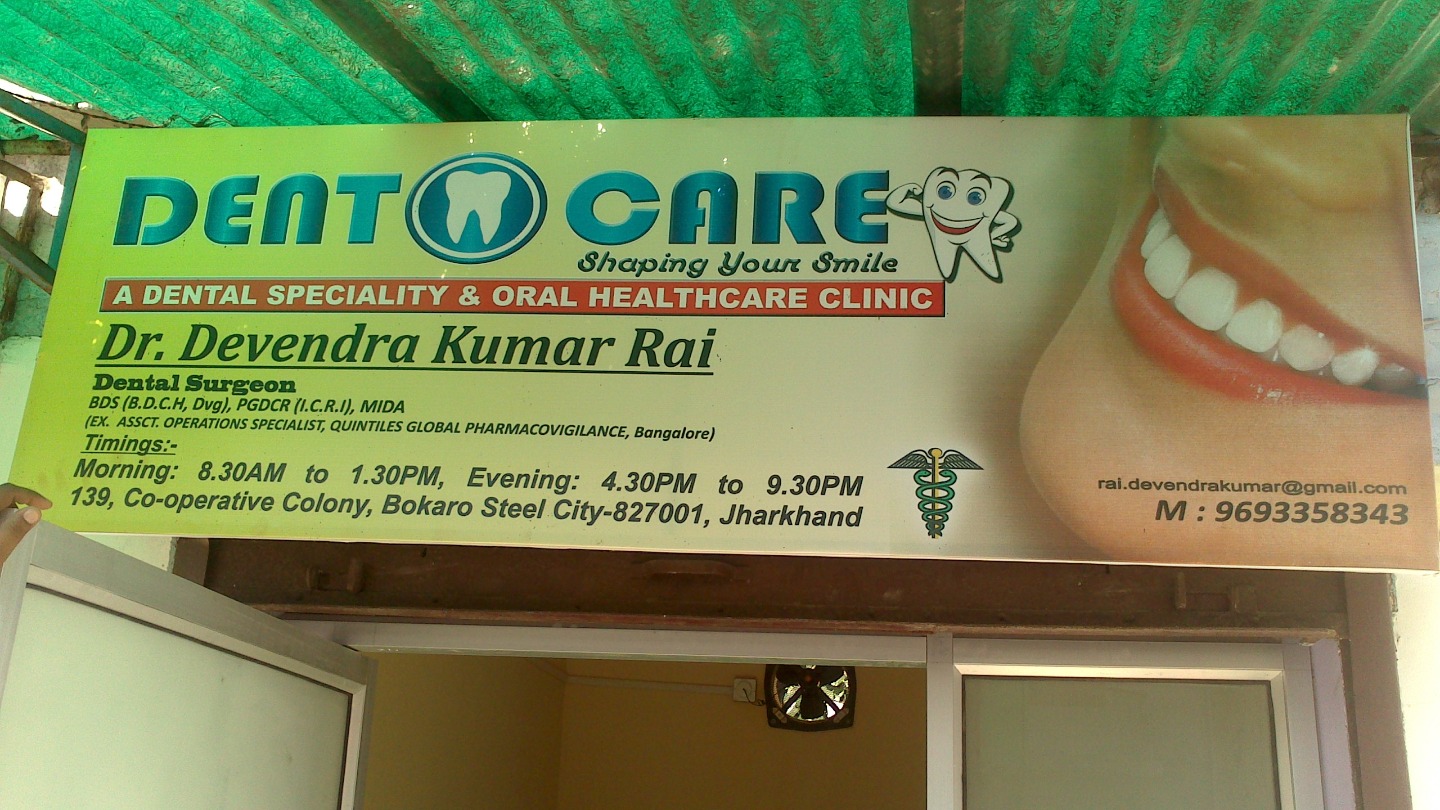 DENT CARE
Shaping Your Smile
A DENTAL SPECIALITY & ORAL HEALTHCARE CLINIC
Dr. Devendra Kumar Rai
Dental Surgeon
BDS (B.D.C.H, Dvg), PGDCR (I.C.R.I), MIDA
(EX. ASSCT. OPERATIONS SPECIALIST, QUINTILES GLOBAL PHARMACOVIGILANCE, Bangalore)
Timings:-
Morning: 8.30AM to 1.30PM, Evening: 4.30PM to 9.30PM
139, Co-operative Colony, Bokaro Steel City-827001, Jharkhand
rai.devendrakumar@gmail.com
M : 9693358343